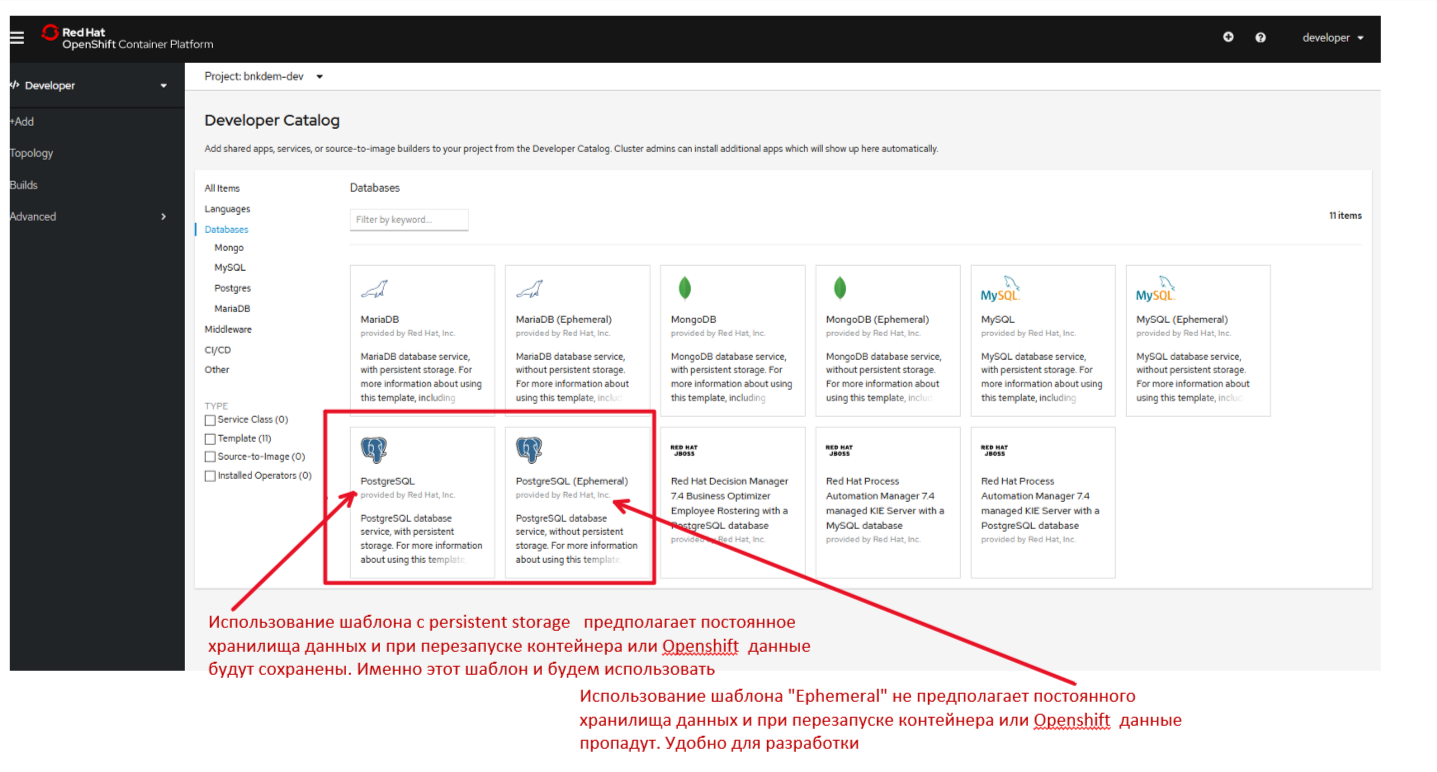 Red Hat
OpenShift Container Platform
developer
Developer
Project: bnkdem-dev
+Add
Topology
Builds
Advanced
Developer Catalog
Add shared apps, services, or source-to-image builders to your project from the Developer Catalog. Cluster admins can install additional apps which will show up here automatically.
All Items
Languages
Databases
Mongo
MySQL
Postgres
MariaDB
Middleware
CI/CD
Other
TYPE
Service Class (0)
Template (11)
Source-to-Image (0)
Installed Operators (0)
Databases
Filter by keyword...
11 items
MariaDB
provided by Red Hat, Inc.
MariaDB database service,
with persistent storage. For
more information about using
this template, including
MariaDB (Ephemeral)
provided by Red Hat, Inc.
MariaDB database service,
without persistent storage.
For more information about
using this template,
MongoDB
provided by Red Hat, Inc.
MongoDB database service,
with persistent storage. For
more information about using
this template, including
MongoDB (Ephemeral)
provided by Red Hat, Inc.
MongoDB database service,
without persistent storage.
For more information about
using this template,
MySQL
MySQL
provided by Red Hat, Inc.
MySQL database service,
with persistent storage. For
more information about using
this template, including
MySQL
MySQL (Ephemeral)
provided by Red Hat, Inc.
MySQL database service,
without persistent storage.
For more information about
using this template,
PostgreSQL
provided by Red Hat, Inc.
PostgreSQL database
service, with persistent
storage. For more information
about using this template
PostgreSQL (Ephemeral)
provided by Red Hat, Inc.
PostgreSQL database
service, without persistent
storage. For more information
about using this template
RED HAT
JBOSS
Red Hat Decision Manager
7.4 Business Optimizer
Employee Rostering with a
PostgreSQL database
provided by Red Hat, Inc.
RED HAT
JBOSS
Red Hat Process
Automation Manager 7.4
managed KIE Server with a
MySQL database
provided by Red Hat, Inc.
RED HAT
JBOSS
Red Hat Process
Automation Manager 7.4
managed KIE Server with a
PostgreSQL database
provided by Red Hat, Inc.
Использование шаблона с persistent storage предполагает постоянное
хранилища данных и при перезапуске контейнера или Openshift данные
будут сохранены. Именно этот шаблон и будем использовать
Использование шаблона "Ephemeral" не предполагает постоянного
хранилища данных и при перезапуске контейнера или Openshift данные
пропадут. Удобно для разработки